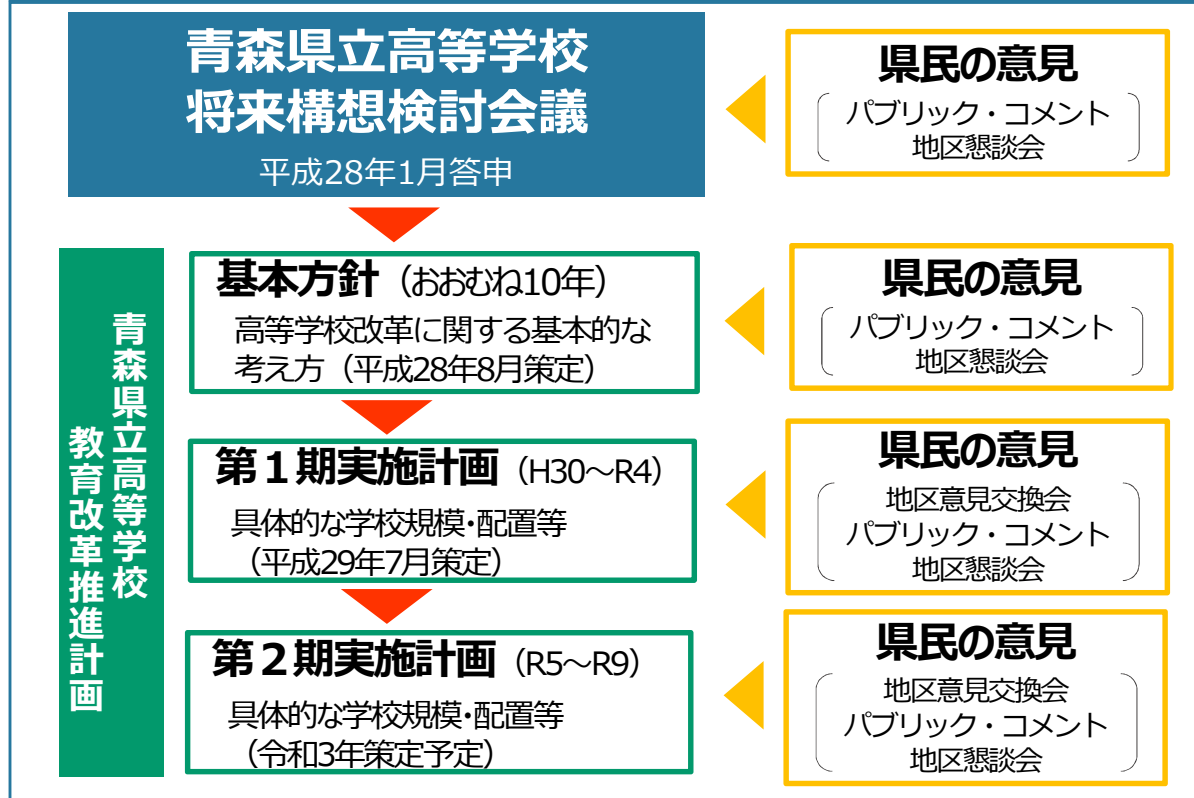 青森県立高等学校
将来構想検討会議
平成28年1月答申
県民の意見
パブリック・コメント
地区懇談会
青森県立高等学校
教育改革推進計画
基本方針（おおむね10年）
高等学校改革に関する基本的な
考え方（平成28年8月策定）
県民の意見
パブリック・コメント
地区懇談会
第１期実施計画（H30～R4）
具体的な学校規模・配置等
（平成29年7月策定）
県民の意見
地区意見交換会
パブリック・コメント
地区懇談会
第２期実施計画（R5～R9）
具体的な学校規模・配置等
（令和3年策定予定）
県民の意見
地区意見交換会
パブリック・コメント
地区懇談会